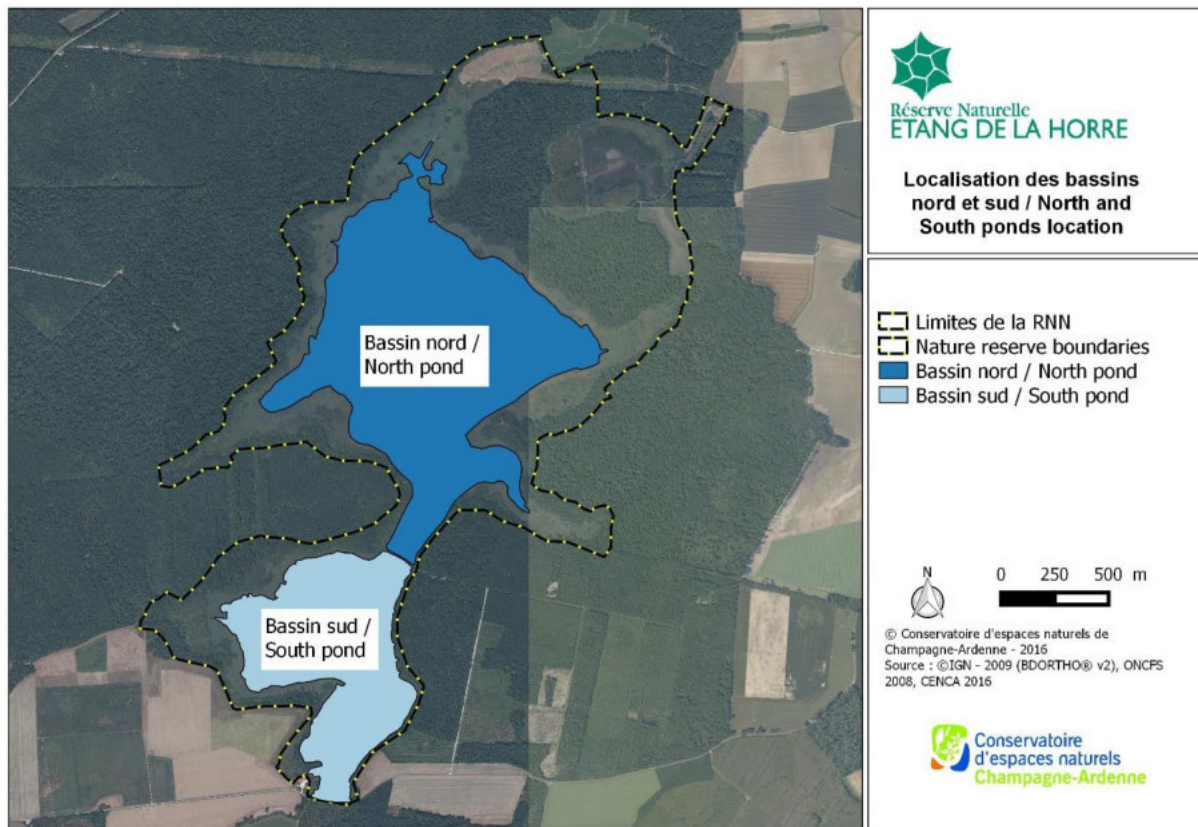 Bassin nord /
North pond
Bassin sud /
South pond
Réserve Naturelle
ETANG DE LA HORRE
Localisation des bassins
nord et sud / North and
South ponds location
Limites de la RNN
Nature reserve boundaries
Bassin nord / North pond
Bassin sud / South pond
N
0 250 500 m
© Conservatoire d'espaces naturels de
Champagne-Ardenne - 2016
Source : ©IGN - 2009 (BDORTHO® v2), ONCFS
2008, CENCA 2016
Conservatoire
d'espaces naturels
Champagne-Ardenne